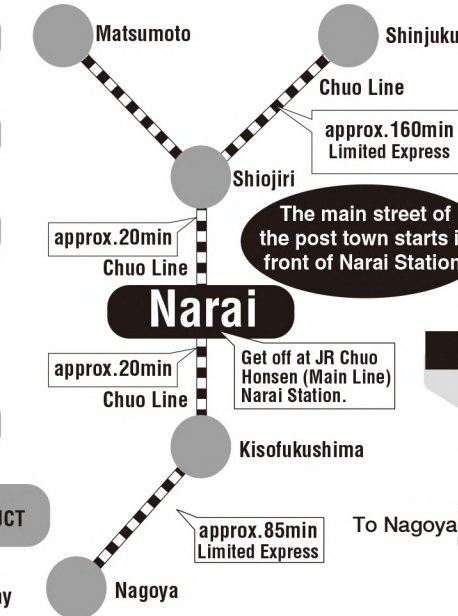 Matsumoto
Shinjuku
Chuo Line
approx.160min
Limited Express
Shiojiri
The main street of
the post town starts i
front of Narai Station
approx.20min
Chuo Line
Narai
Get off at JR Chuo
Honsen (Main Line)
Narai Station.
approx.20min
Chuo Line
Kisofukushima
JCT
approx.85min
Limited Express
To Nagoya
Nagoya